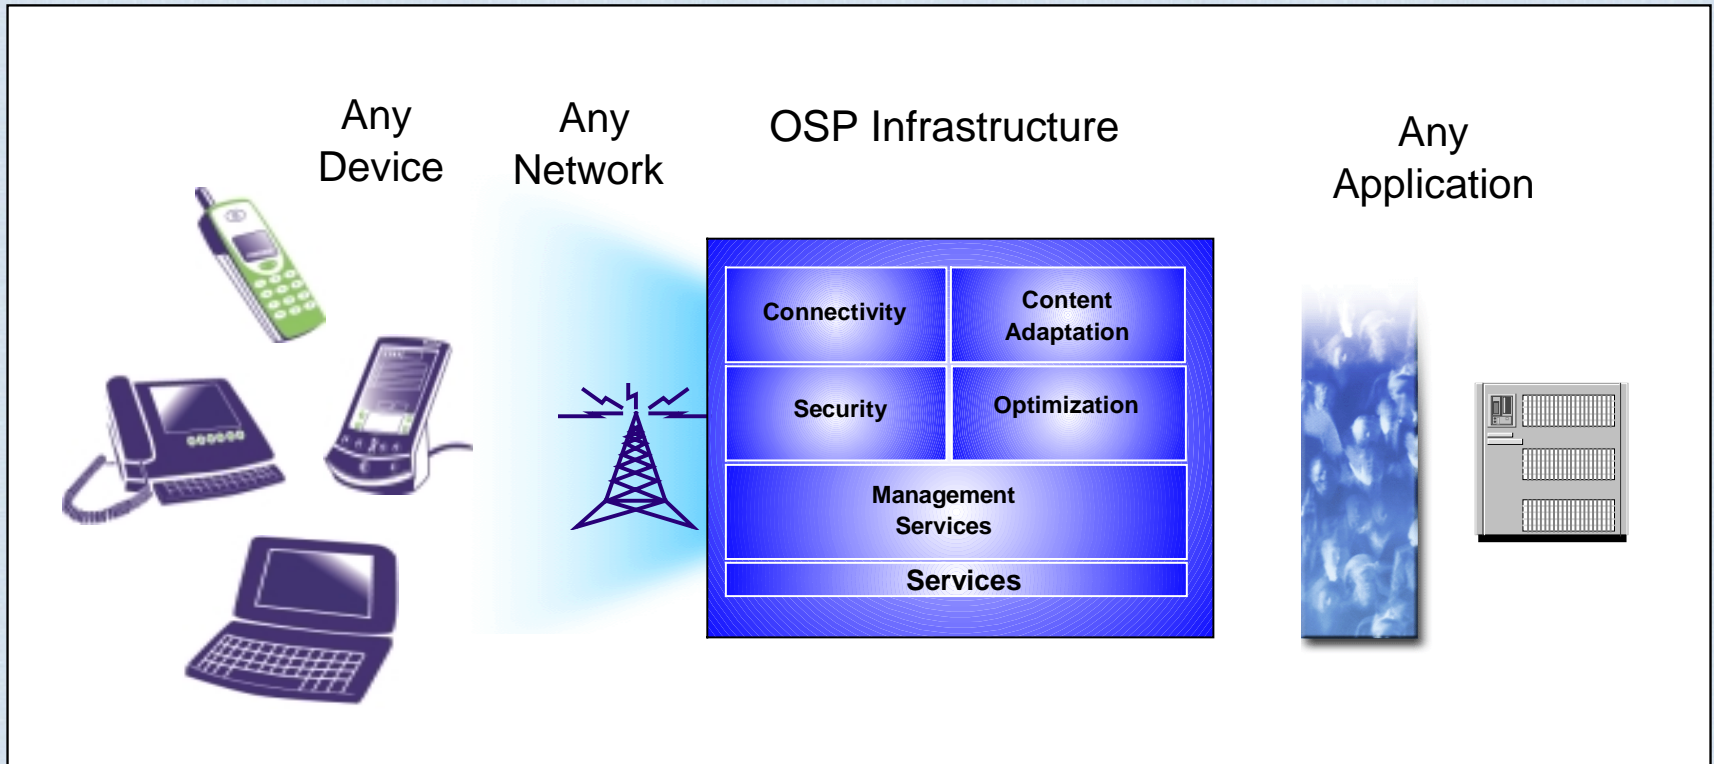 Any
Device
Any
Network
OSP Infrastructure
Any
Application
Connectivity
Content
Adaptation
Security
Optimization
Management
Services
Services